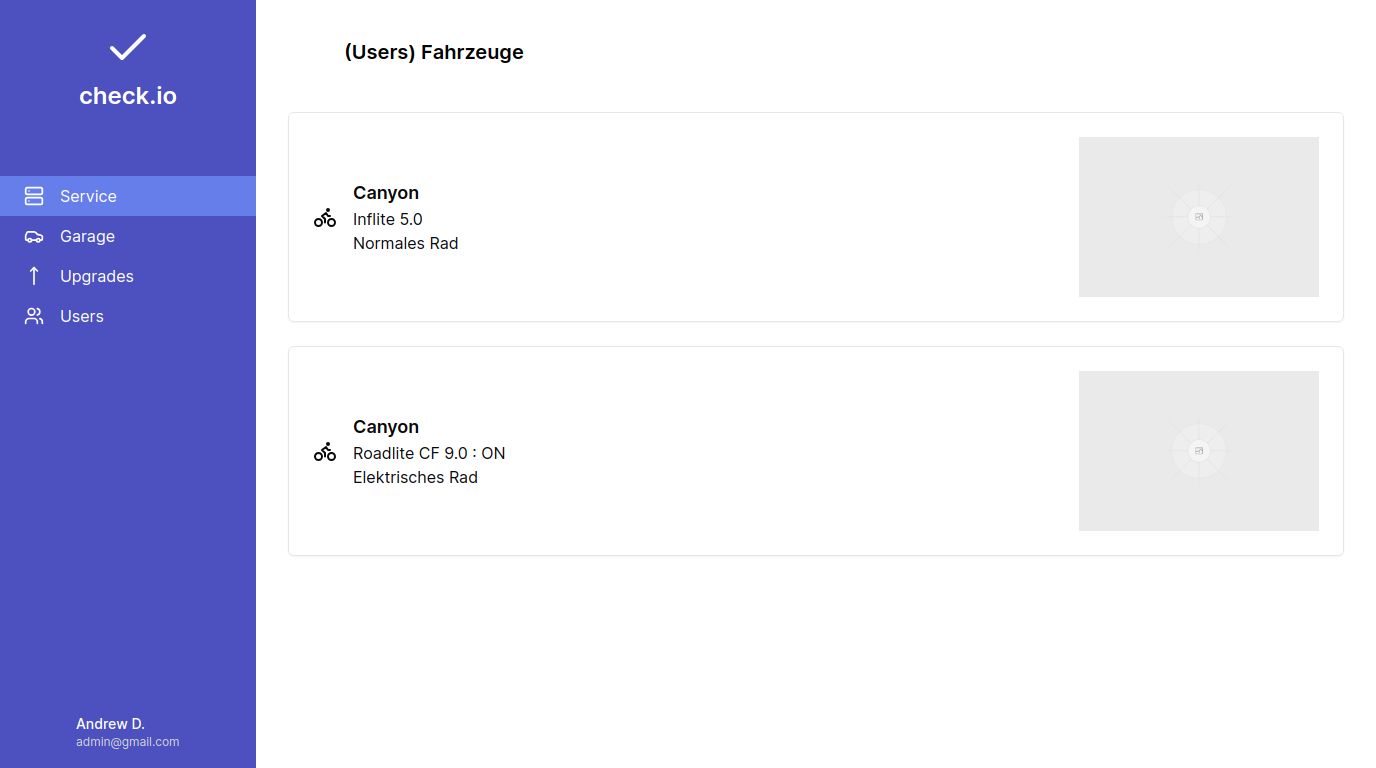 check.io
Service
Garage
Upgrades
Users
Andrew D.
admin@gmail.com
(Users) Fahrzeuge
Canyon
Inflite 5.0
Normales Rad
Canyon
Roadlite CF 9.0 : ON
Elektrisches Rad